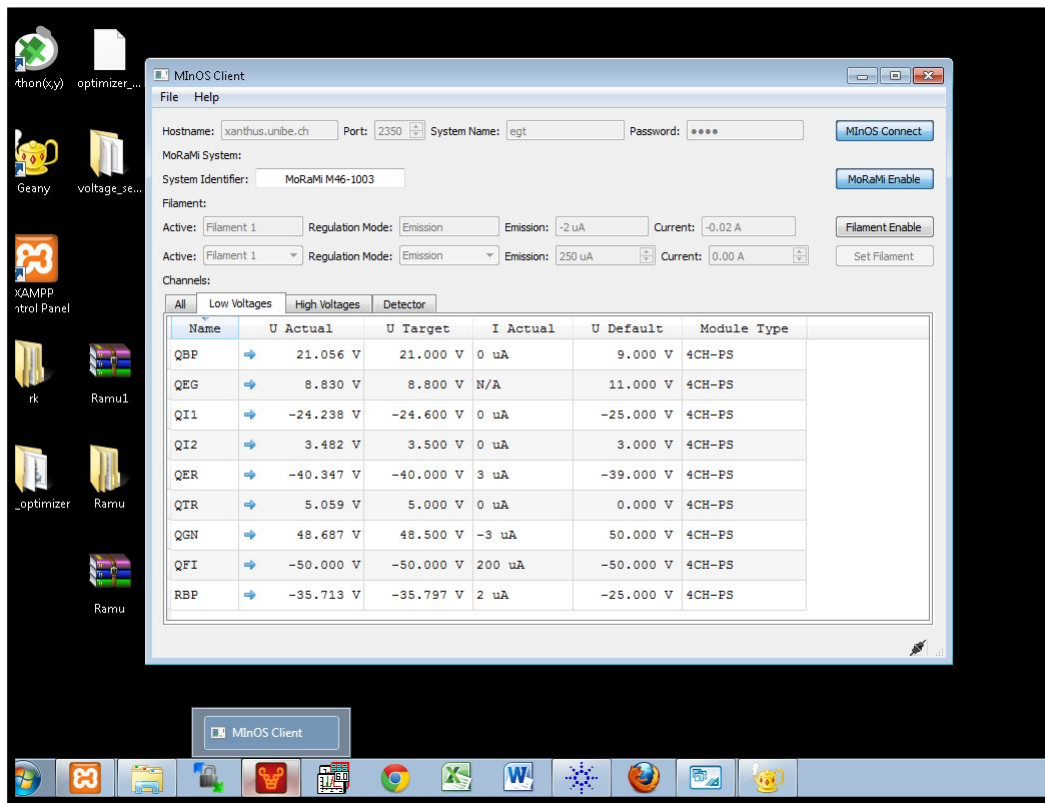 MInOS Client
File Help
Hostname: xanthus.unibe.ch Port: 2350 System Name: egt Password: ●●●● MInOS Connect
MoRaMi System:
System Identifier: MoRaMi M46-1003 MoRaMi Enable
Filament:
Active: Filament 1 Regulation Mode: Emission Emission: -2 uA Current: -0.02 A Filament Enable
Active: Filament 1 Regulation Mode: Emission Emission: 250 uA Current: 0.00 A Set Filament
Channels:
All Low Voltages High Voltages Detector
Name U Actual U Target I Actual U Default Module Type
QBP 21.056 V 21.000 V 0 uA 9.000 V 4CH-PS
QEG 8.830 V 8.800 V N/A 11.000 V 4CH-PS
QI1 -24.238 V -24.600 V 0 uA -25.000 V 4CH-PS
QI2 3.482 V 3.500 V 0 uA 3.000 V 4CH-PS
QER -40.347 V -40.000 V 3 uA -39.000 V 4CH-PS
QTR 5.059 V 5.000 V 0 uA 0.000 V 4CH-PS
QGN 48.687 V 48.500 V -3 uA 50.000 V 4CH-PS
QFI -50.000 V -50.000 V 200 uA -50.000 V 4CH-PS
RBP -35.713 V -35.797 V 2 uA -25.000 V 4CH-PS
thon(x,y) optimizer_...
Geany voltage_se...
XAMPP
ntrol Panel
rk Ramu1
_optimizer Ramu
Ramu
MInOS Client